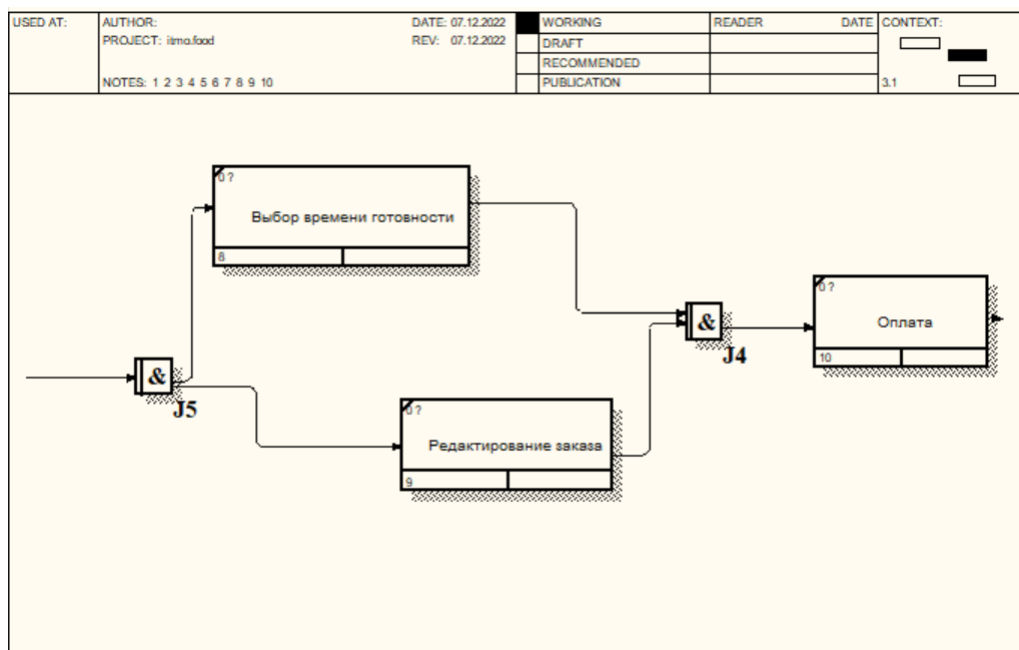 USED AT:
AUTHOR:
DATE: 07.12.2022
WORKING
READER
DATE
CONTEXT:
PROJECT: itmo.food
REV: 07.12.2022
DRAFT
RECOMMENDED
NOTES: 1 2 3 4 5 6 7 8 9 10
PUBLICATION
3.1
0 ?
Выбор времени готовности
8
0 ?
Оплата
10
&
J4
&
J5
0 ?
Редактирование заказа
9